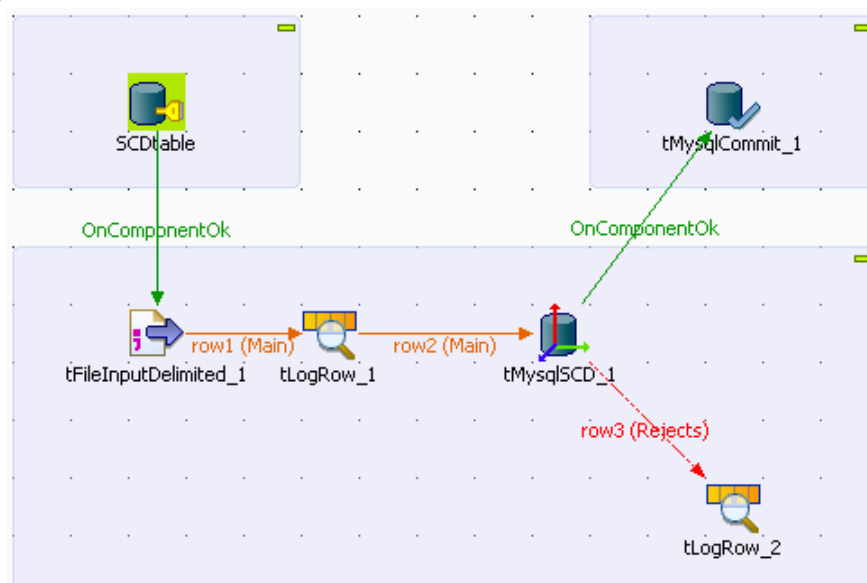 SCDtable
tMysqlCommit_1
OnComponentOk
OnComponentOk
row1 (Main)
row2 (Main)
tFileInputDelimited_1
tLogRow_1
tMysqlSCD_1
row3 (Rejects)
tLogRow_2